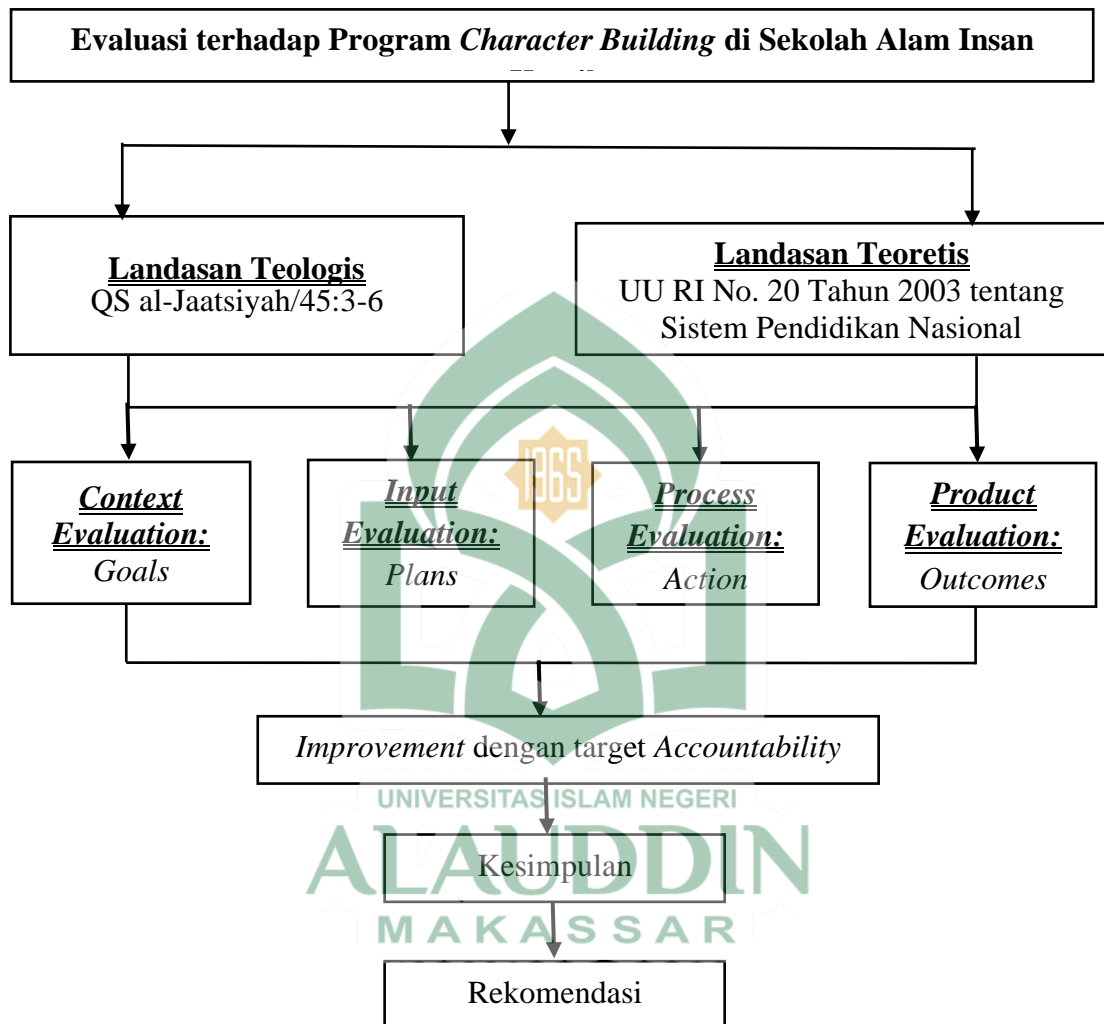 Evaluasi terhadap Program Character Building di Sekolah Alam Insan
Landasan Teologis
QS al-Jaatsiyah/45:3-6
Landasan Teoretis
UU RI No. 20 Tahun 2003 tentang
Sistem Pendidikan Nasional
1965
Context
Evaluation:
Goals
Input
Evaluation:
Plans
Process
Evaluation:
Action
Product
Evaluation:
Outcomes
Improvement dengan target Accountability
UNIVERSITAS ISLAM NEGERI
ALAUDDIN
Kesimpulan
MAKASSAR
Rekomendasi